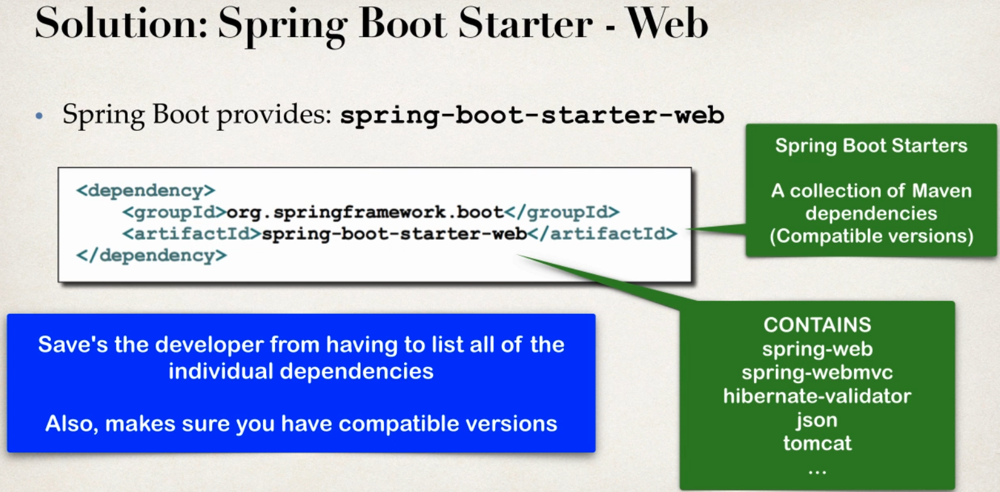 Solution: Spring Boot Starter - Web
• Spring Boot provides: spring-boot-starter-web
<dependency>
<groupId>org.springframework.boot</groupId>
<artifactId>spring-boot-starter-web</artifactId>
</dependency>
Spring Boot Starters
A collection of Maven
dependencies
(Compatible versions)
Save's the developer from having to list all of the
individual dependencies
Also, makes sure you have compatible versions
CONTAINS
spring-web
spring-webmvc
hibernate-validator
json
tomcat
...